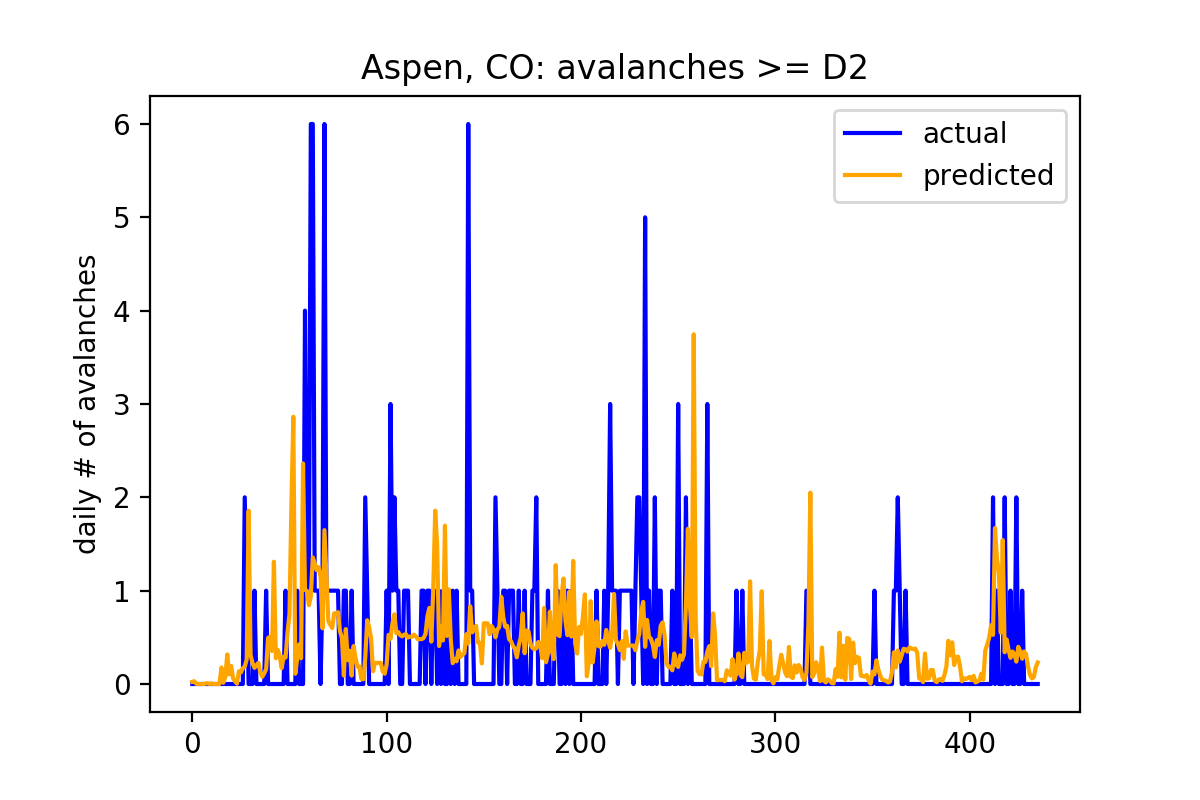 Aspen, CO: avalanches >= D2
actual
predicted
daily # of avalanches
6
5
4
3
2
1
0
0 100 200 300 400